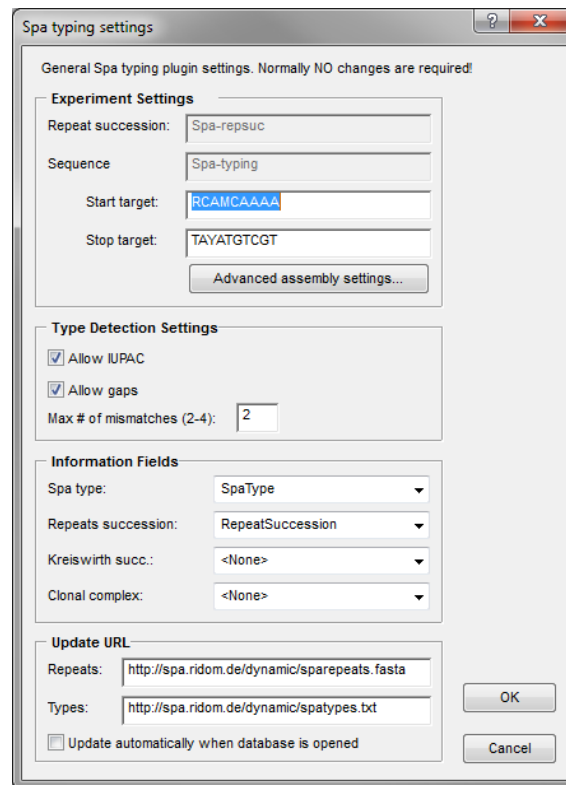 Spa typing settings
General Spa typing plugin settings. Normally NO changes are required!
Experiment Settings
Repeat succession: Spa-repsuc
Sequence Spa-typing
Start target: RCAMCAAAA
Stop target: TAYATGTCGT
Advanced assembly settings...
Type Detection Settings
Allow IUPAC
Allow gaps
Max # of mismatches (2-4): 2
Information Fields
Spa type: SpaType
Repeats succession: RepeatSuccession
Kreiswirth succ.: <None>
Clonal complex: <None>
Update URL
Repeats: http://spa.ridom.de/dynamic/sparepeats.fasta
Types: http://spa.ridom.de/dynamic/spatypes.txt
Update automatically when database is opened
OK
Cancel